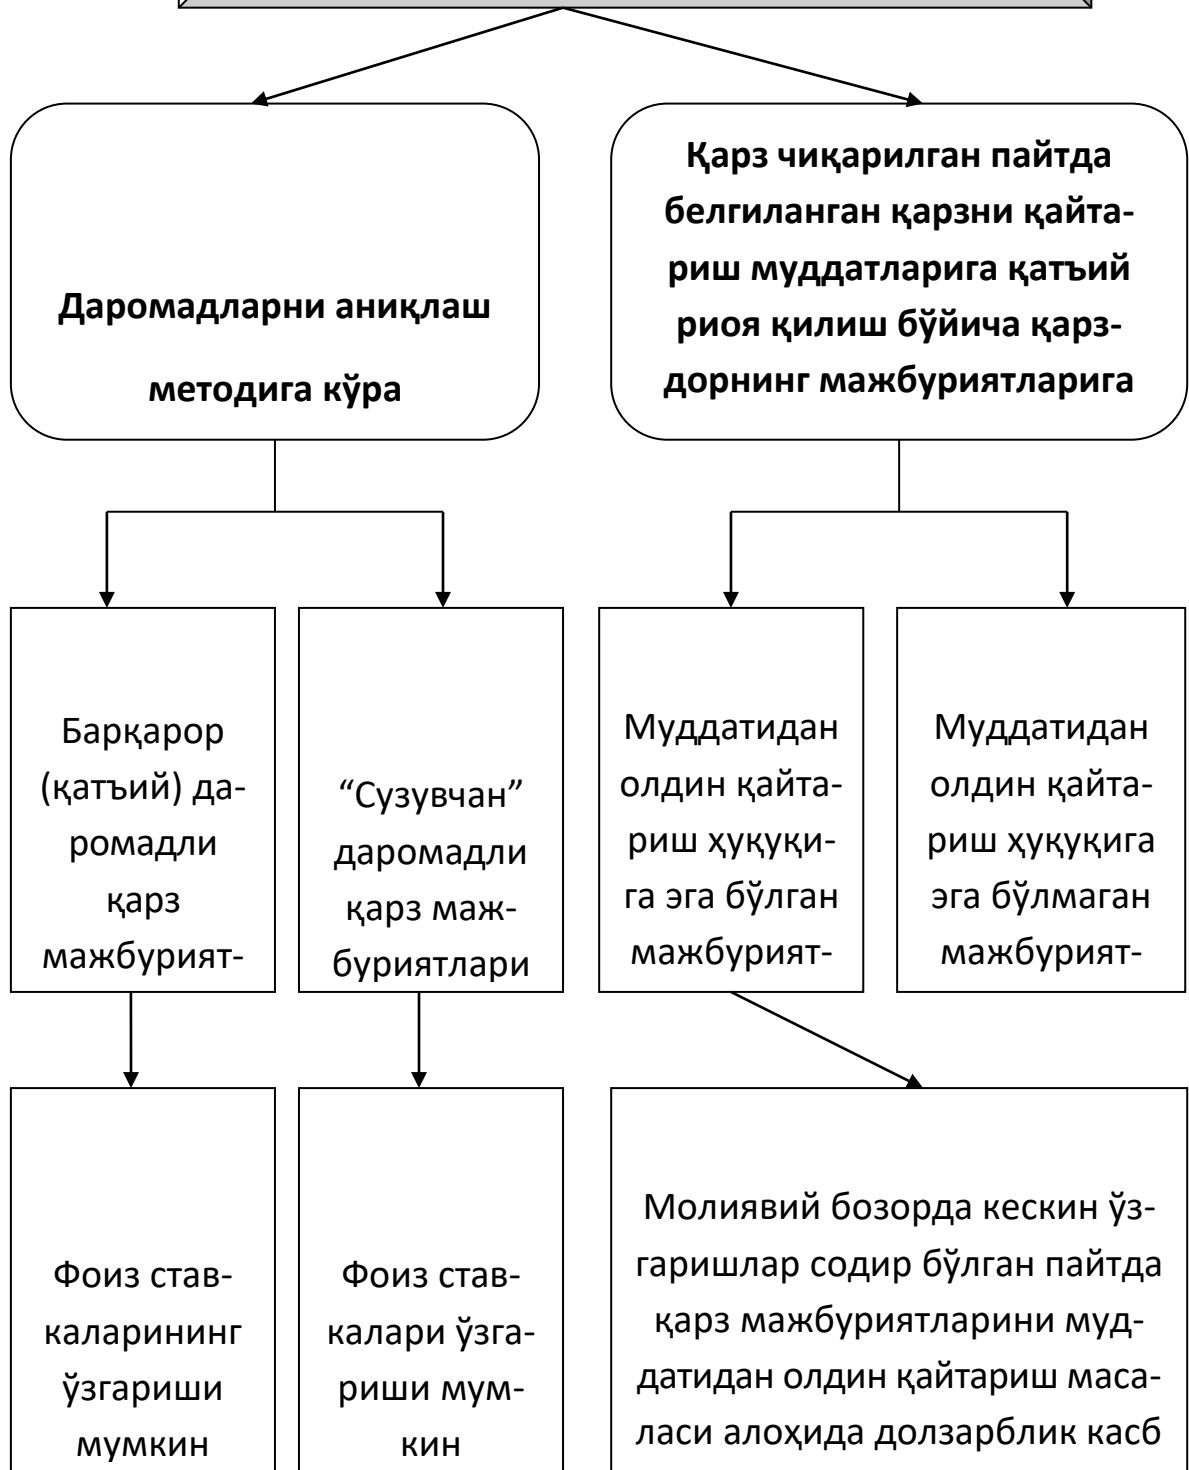 Даромадларни аниқлаш
методига кўра
Қарз чиқарилган пайтда
белгиланган қарзни қайта-
риш муддатларига қатъий
риоя қилиш бўйича қарз-
дорнинг мажбуриятларига
Барқарор
(қатъий) да-
ромадли
қарз
мажбурият-
“Сузувчан”
даромадли
қарз маж-
буриятлари
Муддатидан
олдин қайта-
риш ҳуқуқи-
га эга бўлган
мажбурият-
Муддатидан
олдин қайта-
риш ҳуқуқига
эга бўлмаган
мажбурият-
Фоиз став-
каларининг
ўзгариши
мумкин
Фоиз став-
калари ўзга-
риши мум-
кин
Молиявий бозорда кескин ўз-
гаришлар содир бўлган пайтда
қарз мажбуриятларини муд-
датидан олдин қайтариш маса-
ласи алоҳида долзарблик касб